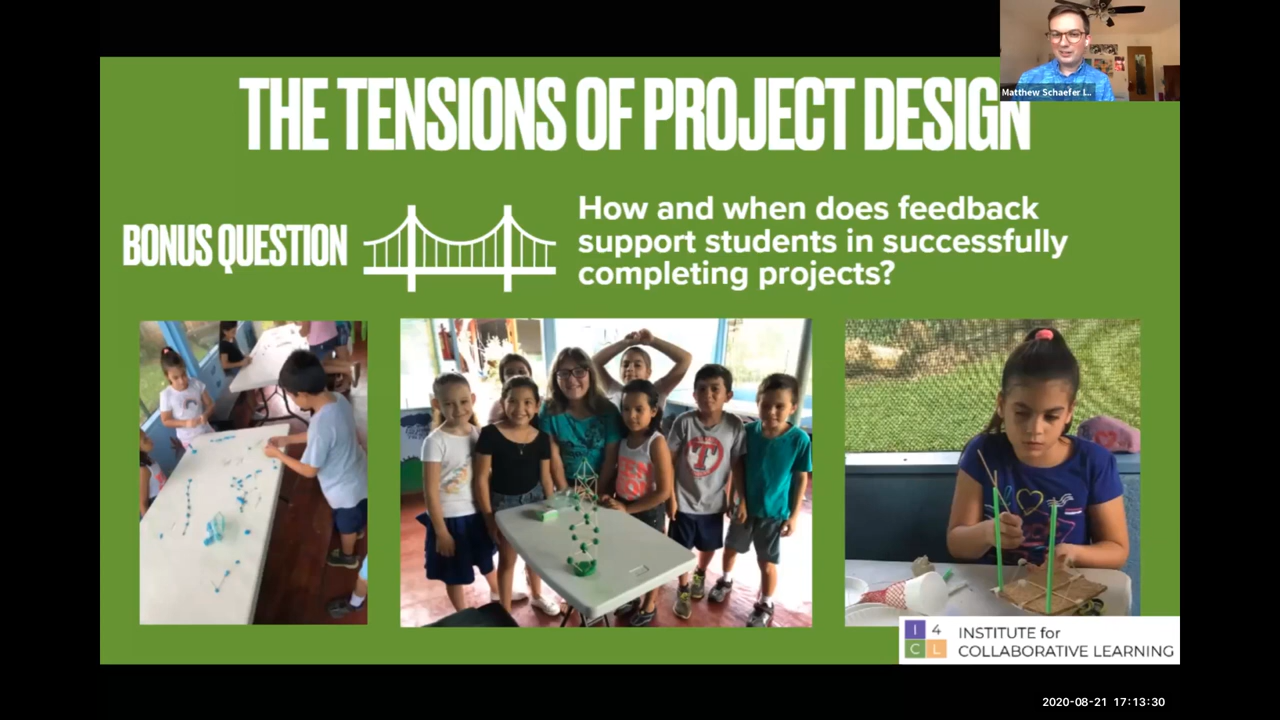 THE TENSIONS OF PROJECT DESIGN
Matthew Schaefer L..
BONUS QUESTION
How and when does feedback
support students in successfully
completing projects?
T
I 4
C L
INSTITUTE for
COLLABORATIVE LEARNING
2020-08-21 17:13:30